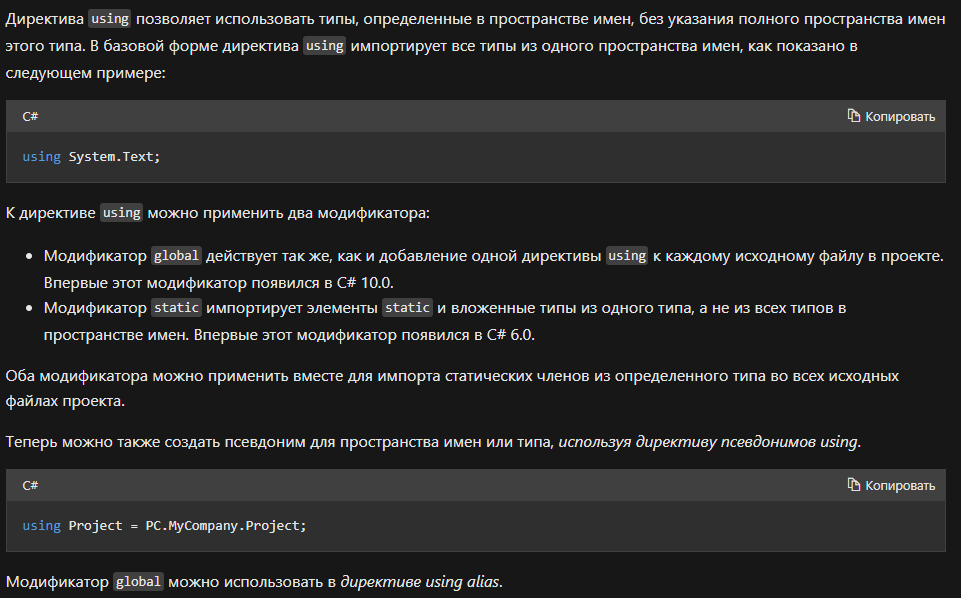 Директива using позволяет использовать типы, определенные в пространстве имен, без указания полного пространства имен
этого типа. В базовой форме директива using импортирует все типы из одного пространства имен, как показано в
следующем примере:
C#
Копировать
using System.Text;
К директиве using можно применить два модификатора:
• Модификатор global действует так же, как и добавление одной директивы using к каждому исходному файлу в проекте.
Впервые этот модификатор появился в C# 10.0.
• Модификатор static импортирует элементы static и вложенные типы из одного типа, а не из всех типов в
пространстве имен. Впервые этот модификатор появился в C# 6.0.
Оба модификатора можно применить вместе для импорта статических членов из определенного типа во всех исходных
файлах проекта.
Теперь можно также создать псевдоним для пространства имен или типа, используя директиву псевдонимов using.
C#
Копировать
using Project = PC.MyCompany.Project;
Модификатор global можно использовать в директиве using alias.